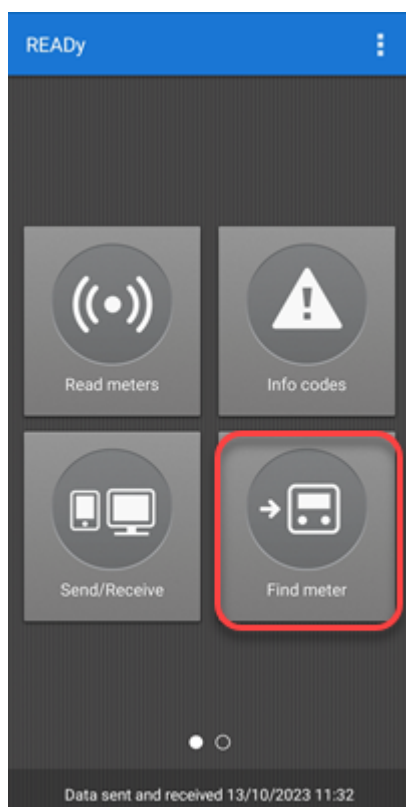 READy
Read meters
Info codes
Send/Receive
Find meter
Data sent and received 13/10/2023 11:32